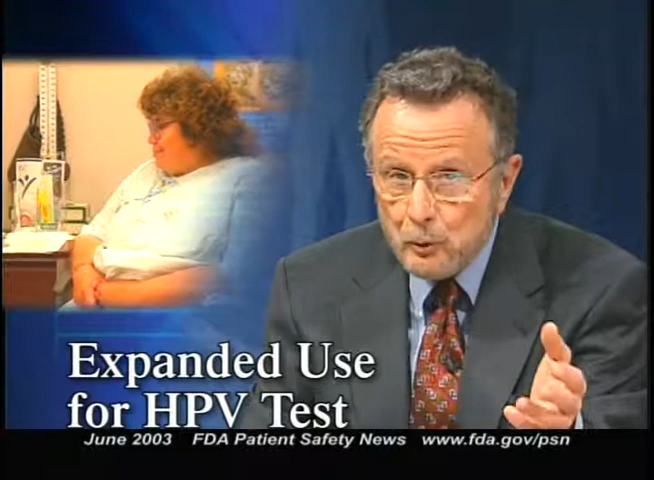 Expanded Use
for HPV Test
June 2003 FDA Patient Safety News www.fda.gov/psn